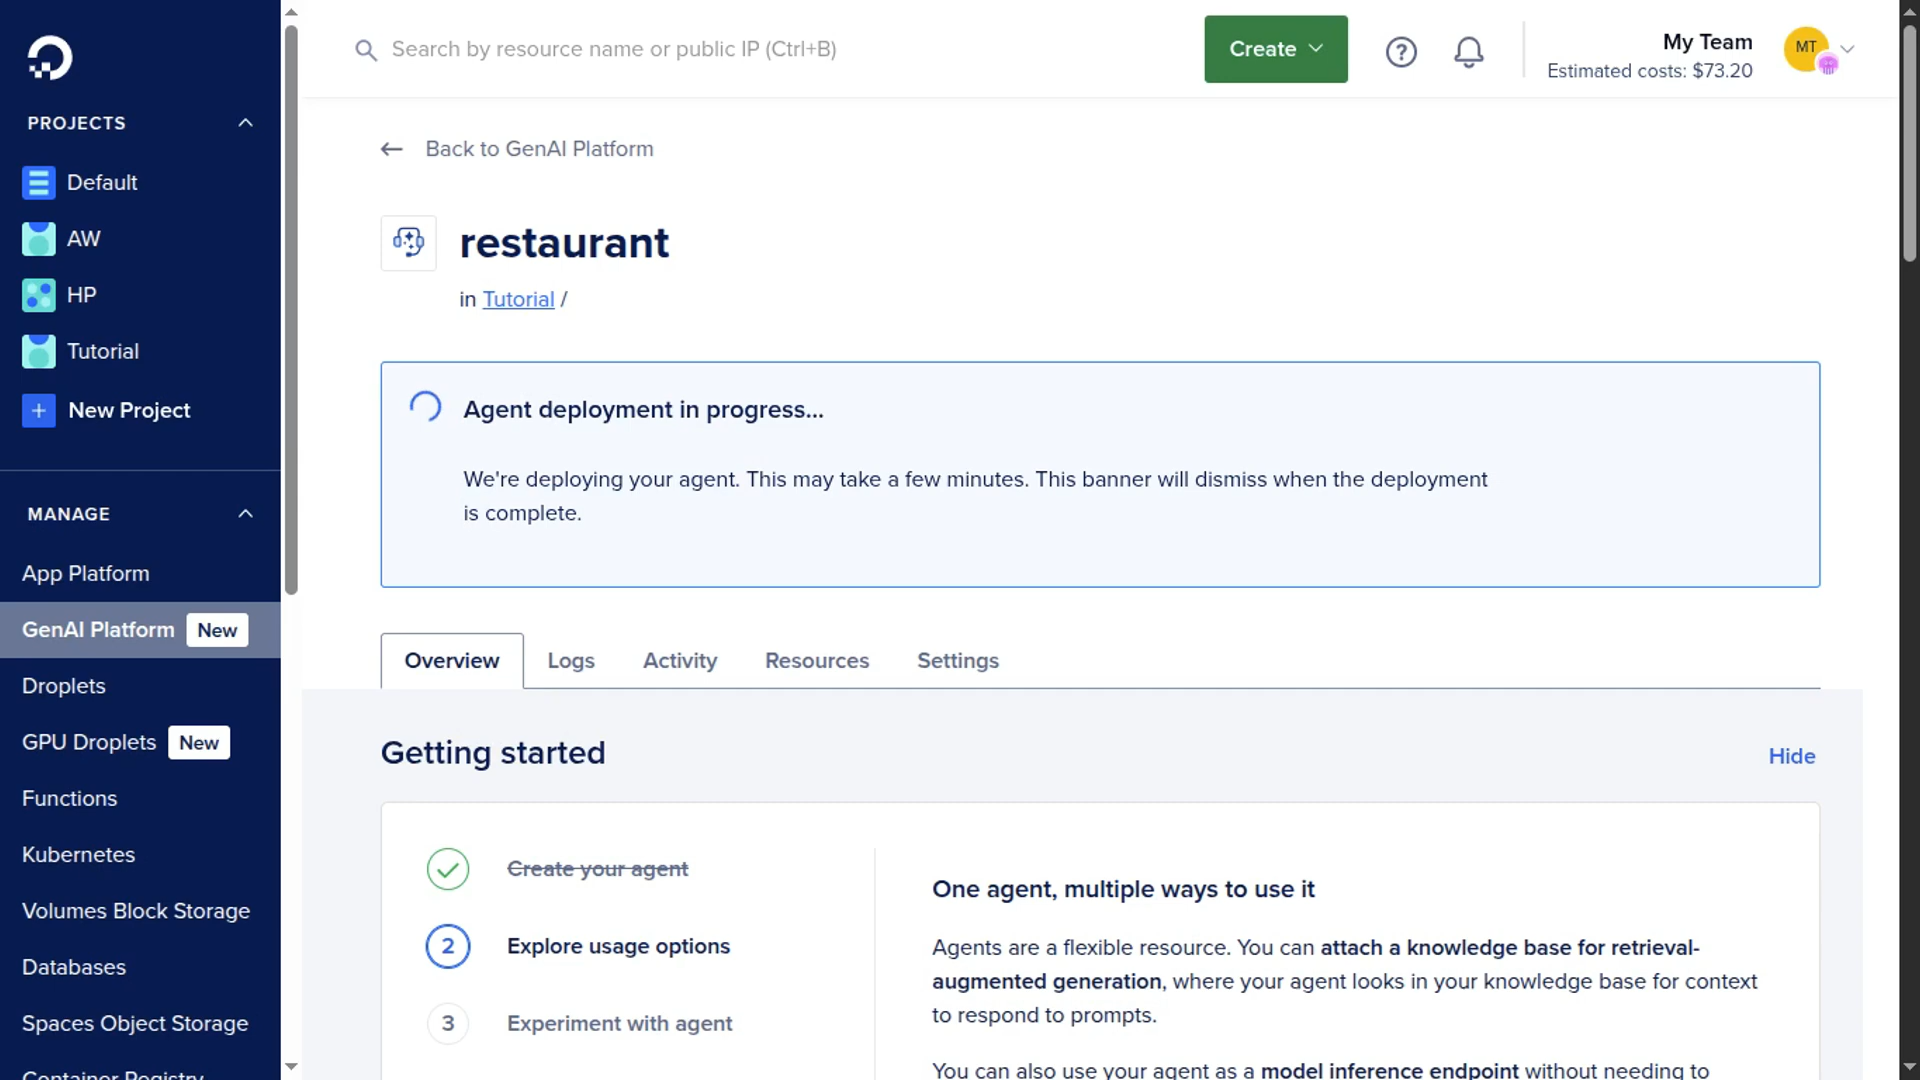 Search by resource name or public IP (Ctrl+B)
Create
My Team
Estimated costs: $73.20
MT
PROJECTS
Default
AW
HP
Tutorial
New Project
MANAGE
App Platform
GenAI Platform New
Droplets
GPU Droplets New
Functions
Kubernetes
Volumes Block Storage
Databases
Spaces Object Storage
Container Registry
Back to GenAI Platform
restaurant
in Tutorial /
Agent deployment in progress...
We're deploying your agent. This may take a few minutes. This banner will dismiss when the deployment
is complete.
Overview
Logs
Activity
Resources
Settings
Getting started
Hide
Create your agent
2 Explore usage options
3 Experiment with agent
One agent, multiple ways to use it
Agents are a flexible resource. You can attach a knowledge base for retrieval-
augmented generation, where your agent looks in your knowledge base for context
to respond to prompts.
You can also use your agent as a model inference endpoint without needing to